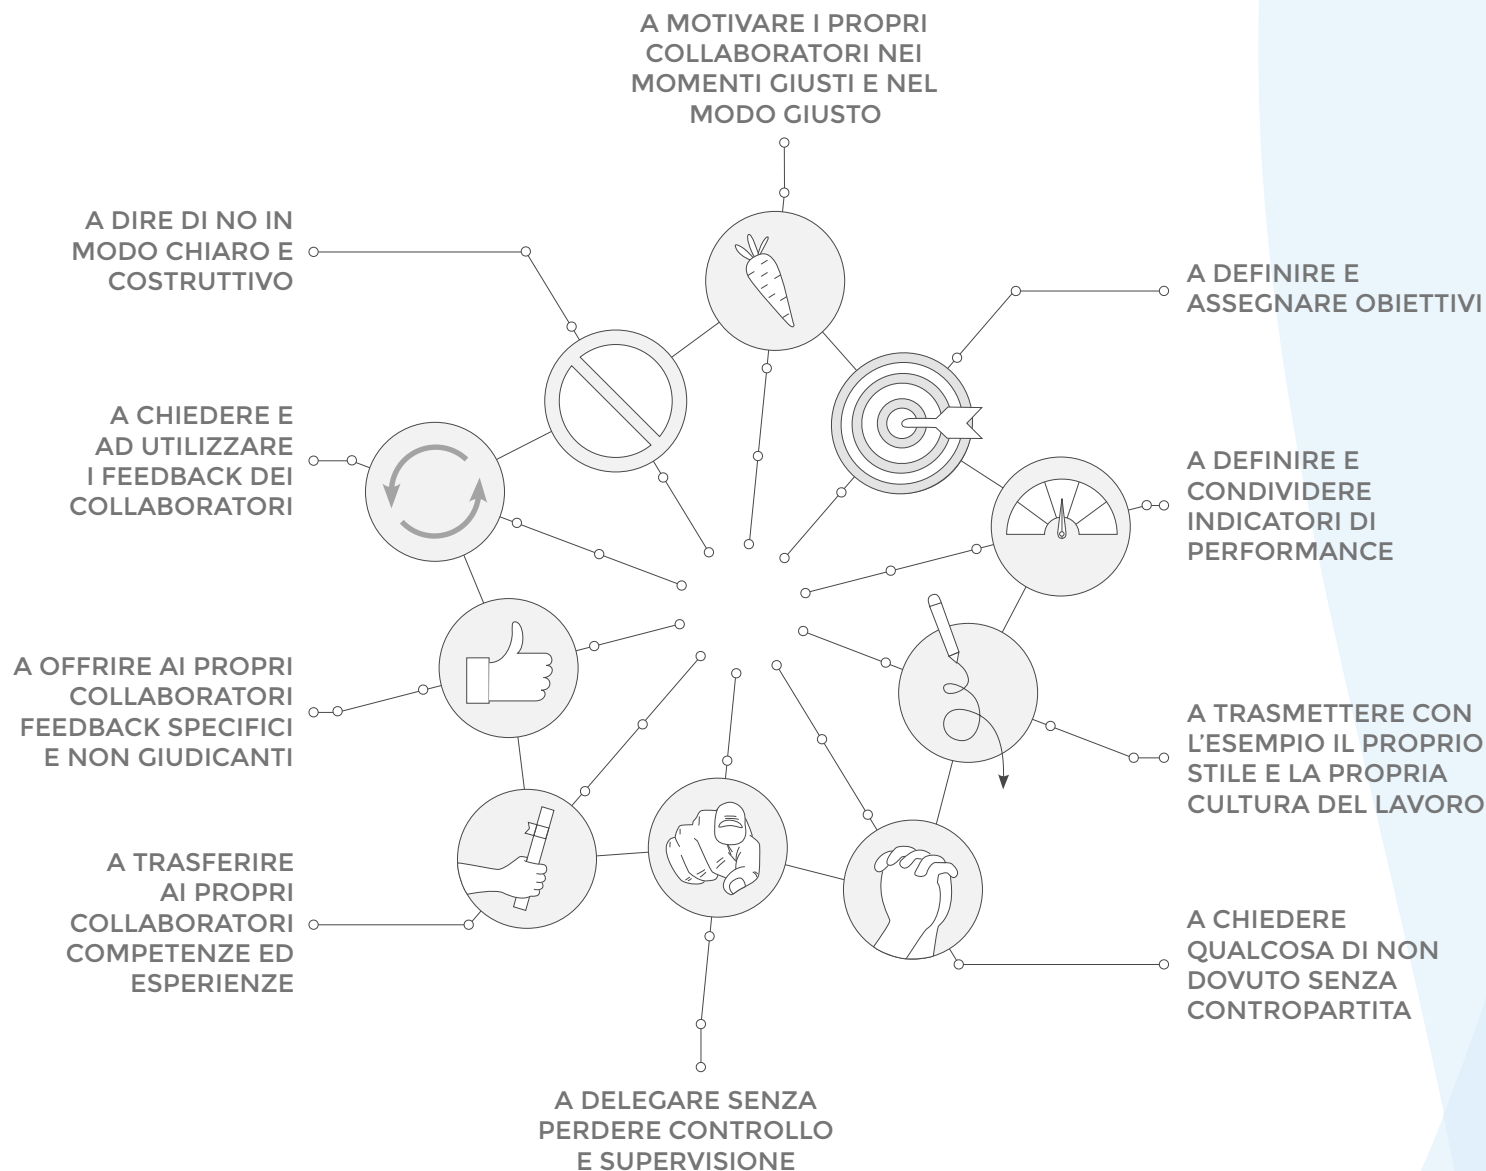 A MOTIVARE I PROPRI
COLLABORATORI NEI
MOMENTI GIUSTI E NEL
MODO GIUSTO
A DEFINIRE E
ASSEGNARE OBIETTIVI
A DEFINIRE E
CONDIVIDERE
INDICATORI DI
PERFORMANCE
A TRASMETTERE CON
L'ESEMPIO IL PROPRIO
STILE E LA PROPRIA
CULTURA DEL LAVORO
A CHIEDERE
QUALCOSA DI NON
DOVUTO SENZA
CONTROPARTITA
A DELEGARE SENZA
PERDERE CONTROLLO
E SUPERVISIONE
A TRASFERIRE
AI PROPRI
COLLABORATORI
COMPETENZE ED
ESPERIENZE
A OFFRIRE AI PROPRI
COLLABORATORI
FEEDBACK SPECIFICI
E NON GIUDICANTI
A CHIEDERE E
AD UTILIZZARE
I FEEDBACK DEI
COLLABORATORI
A DIRE DI NO IN
MODO CHIARO E
COSTRUTTIVO